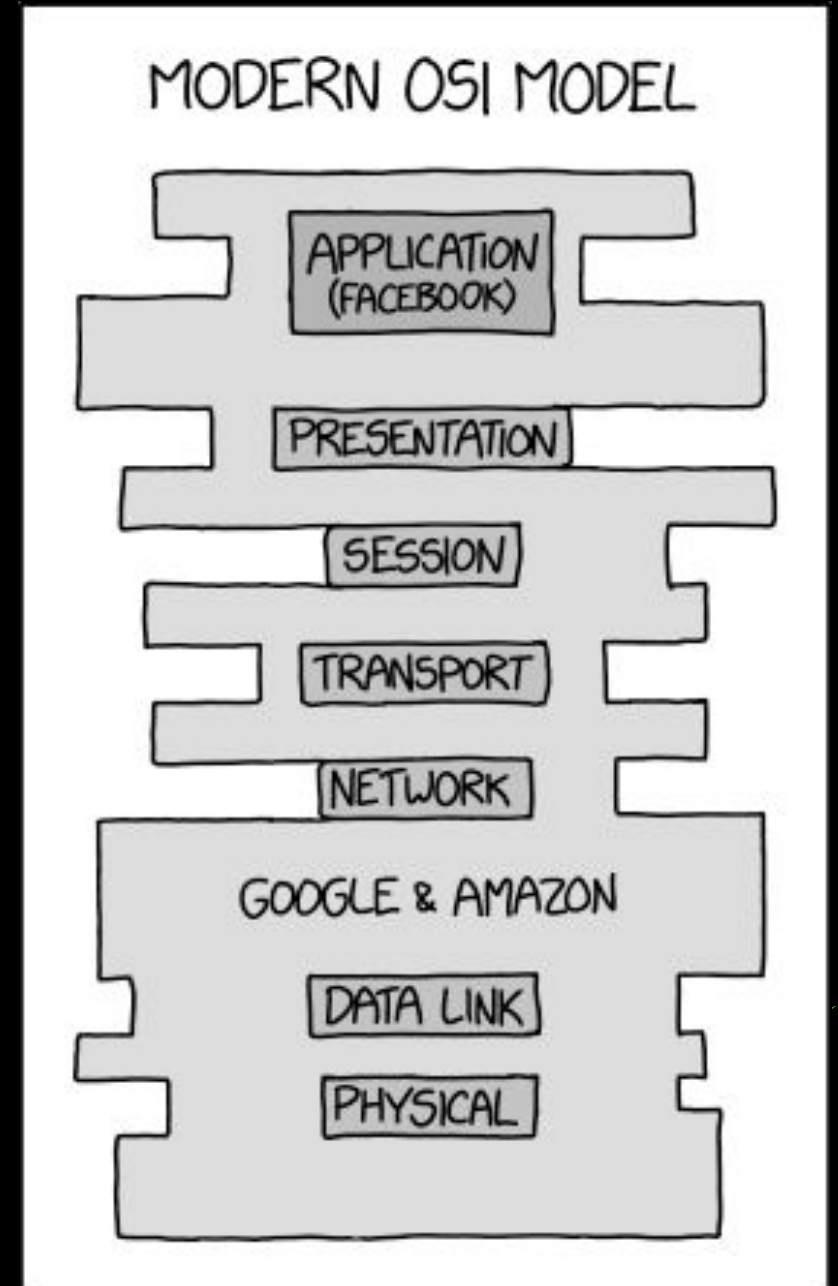 MODERN OSI MODEL
APPLICATION
(FACEBOOK)
PRESENTATION
SESSION
TRANSPORT
NETWORK
GOOGLE & AMAZON
DATA LINK
PHYSICAL